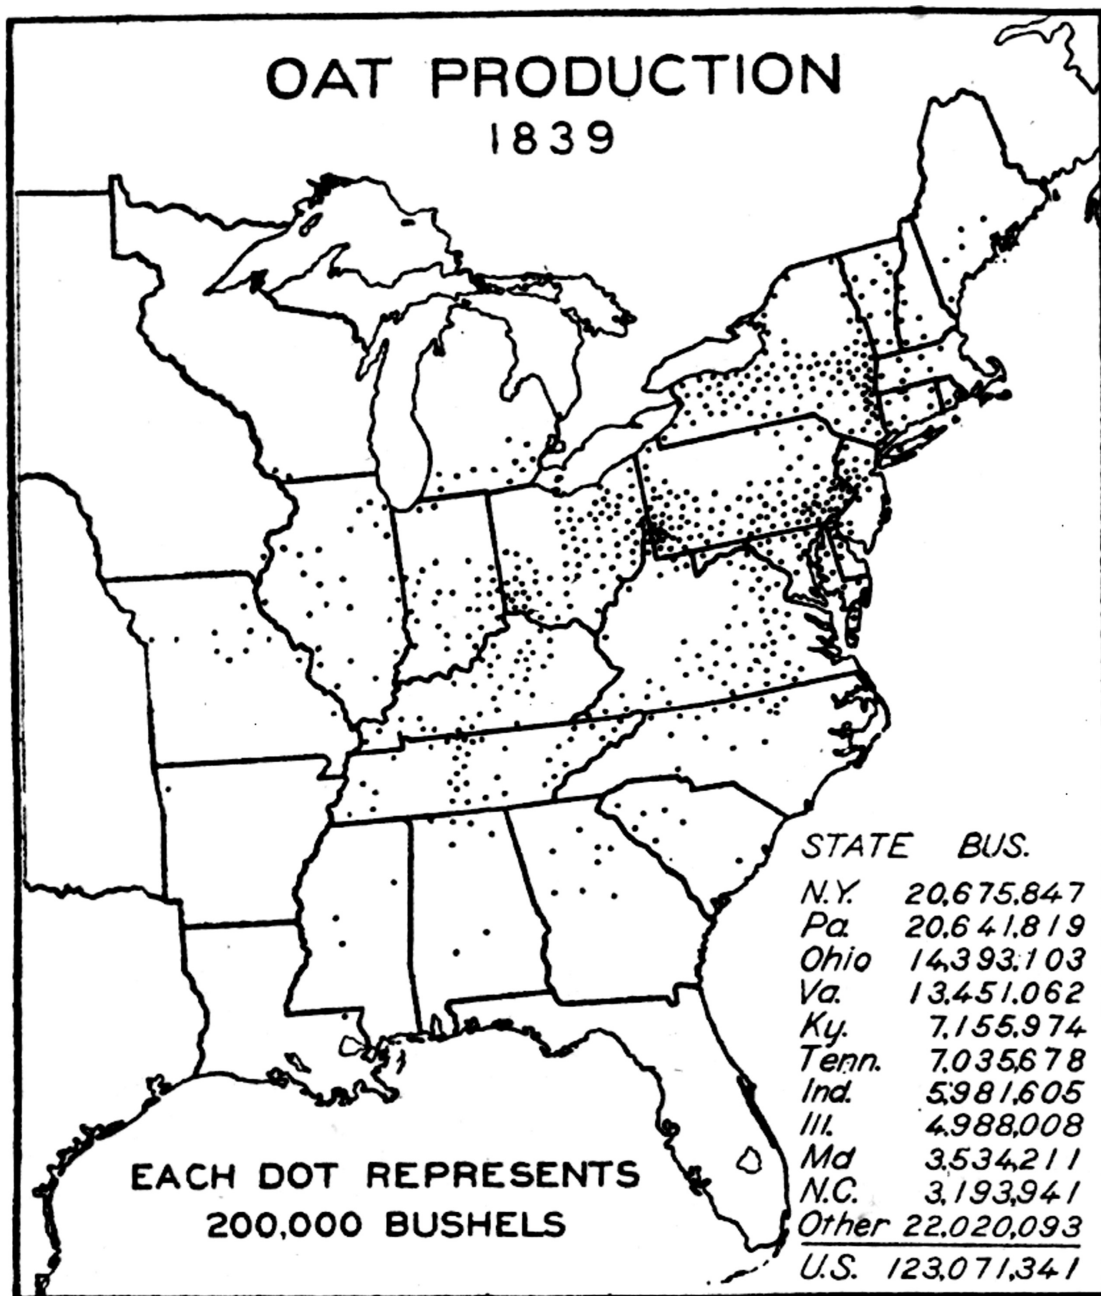 OAT PRODUCTION
1839
STATE BUS.
N.Y. 20,675,847
Pa. 20,641,819
Ohio 14,393,103
Va. 13,451,062
Ky. 7,155,974
Tenn. 7,035,678
Ind. 5,981,605
Ill. 4,988,008
Md 3,534,211
N.C. 3,193,941
Other 22,020,093
U.S. 123,071,341
EACH DOT REPRESENTS
200,000 BUSHELS